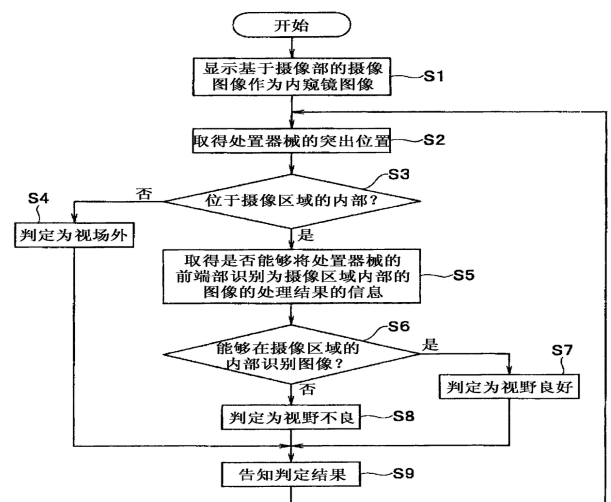 开始
显示基于摄像部的摄像
图像作为内窥镜图像
S1
取得处置器械的突出位置
S2
S3
位于摄像区域的内部？
否
S4
判定为视场外
是
取得是否能够将处置器械的
前端部识别为摄像区域内部的
图像的处理结果的信息
S5
S6
能够在摄像区域的
内部识别图像？
是
S7
判定为视野良好
否
判定为视野不良
S8
告知判定结果
S9